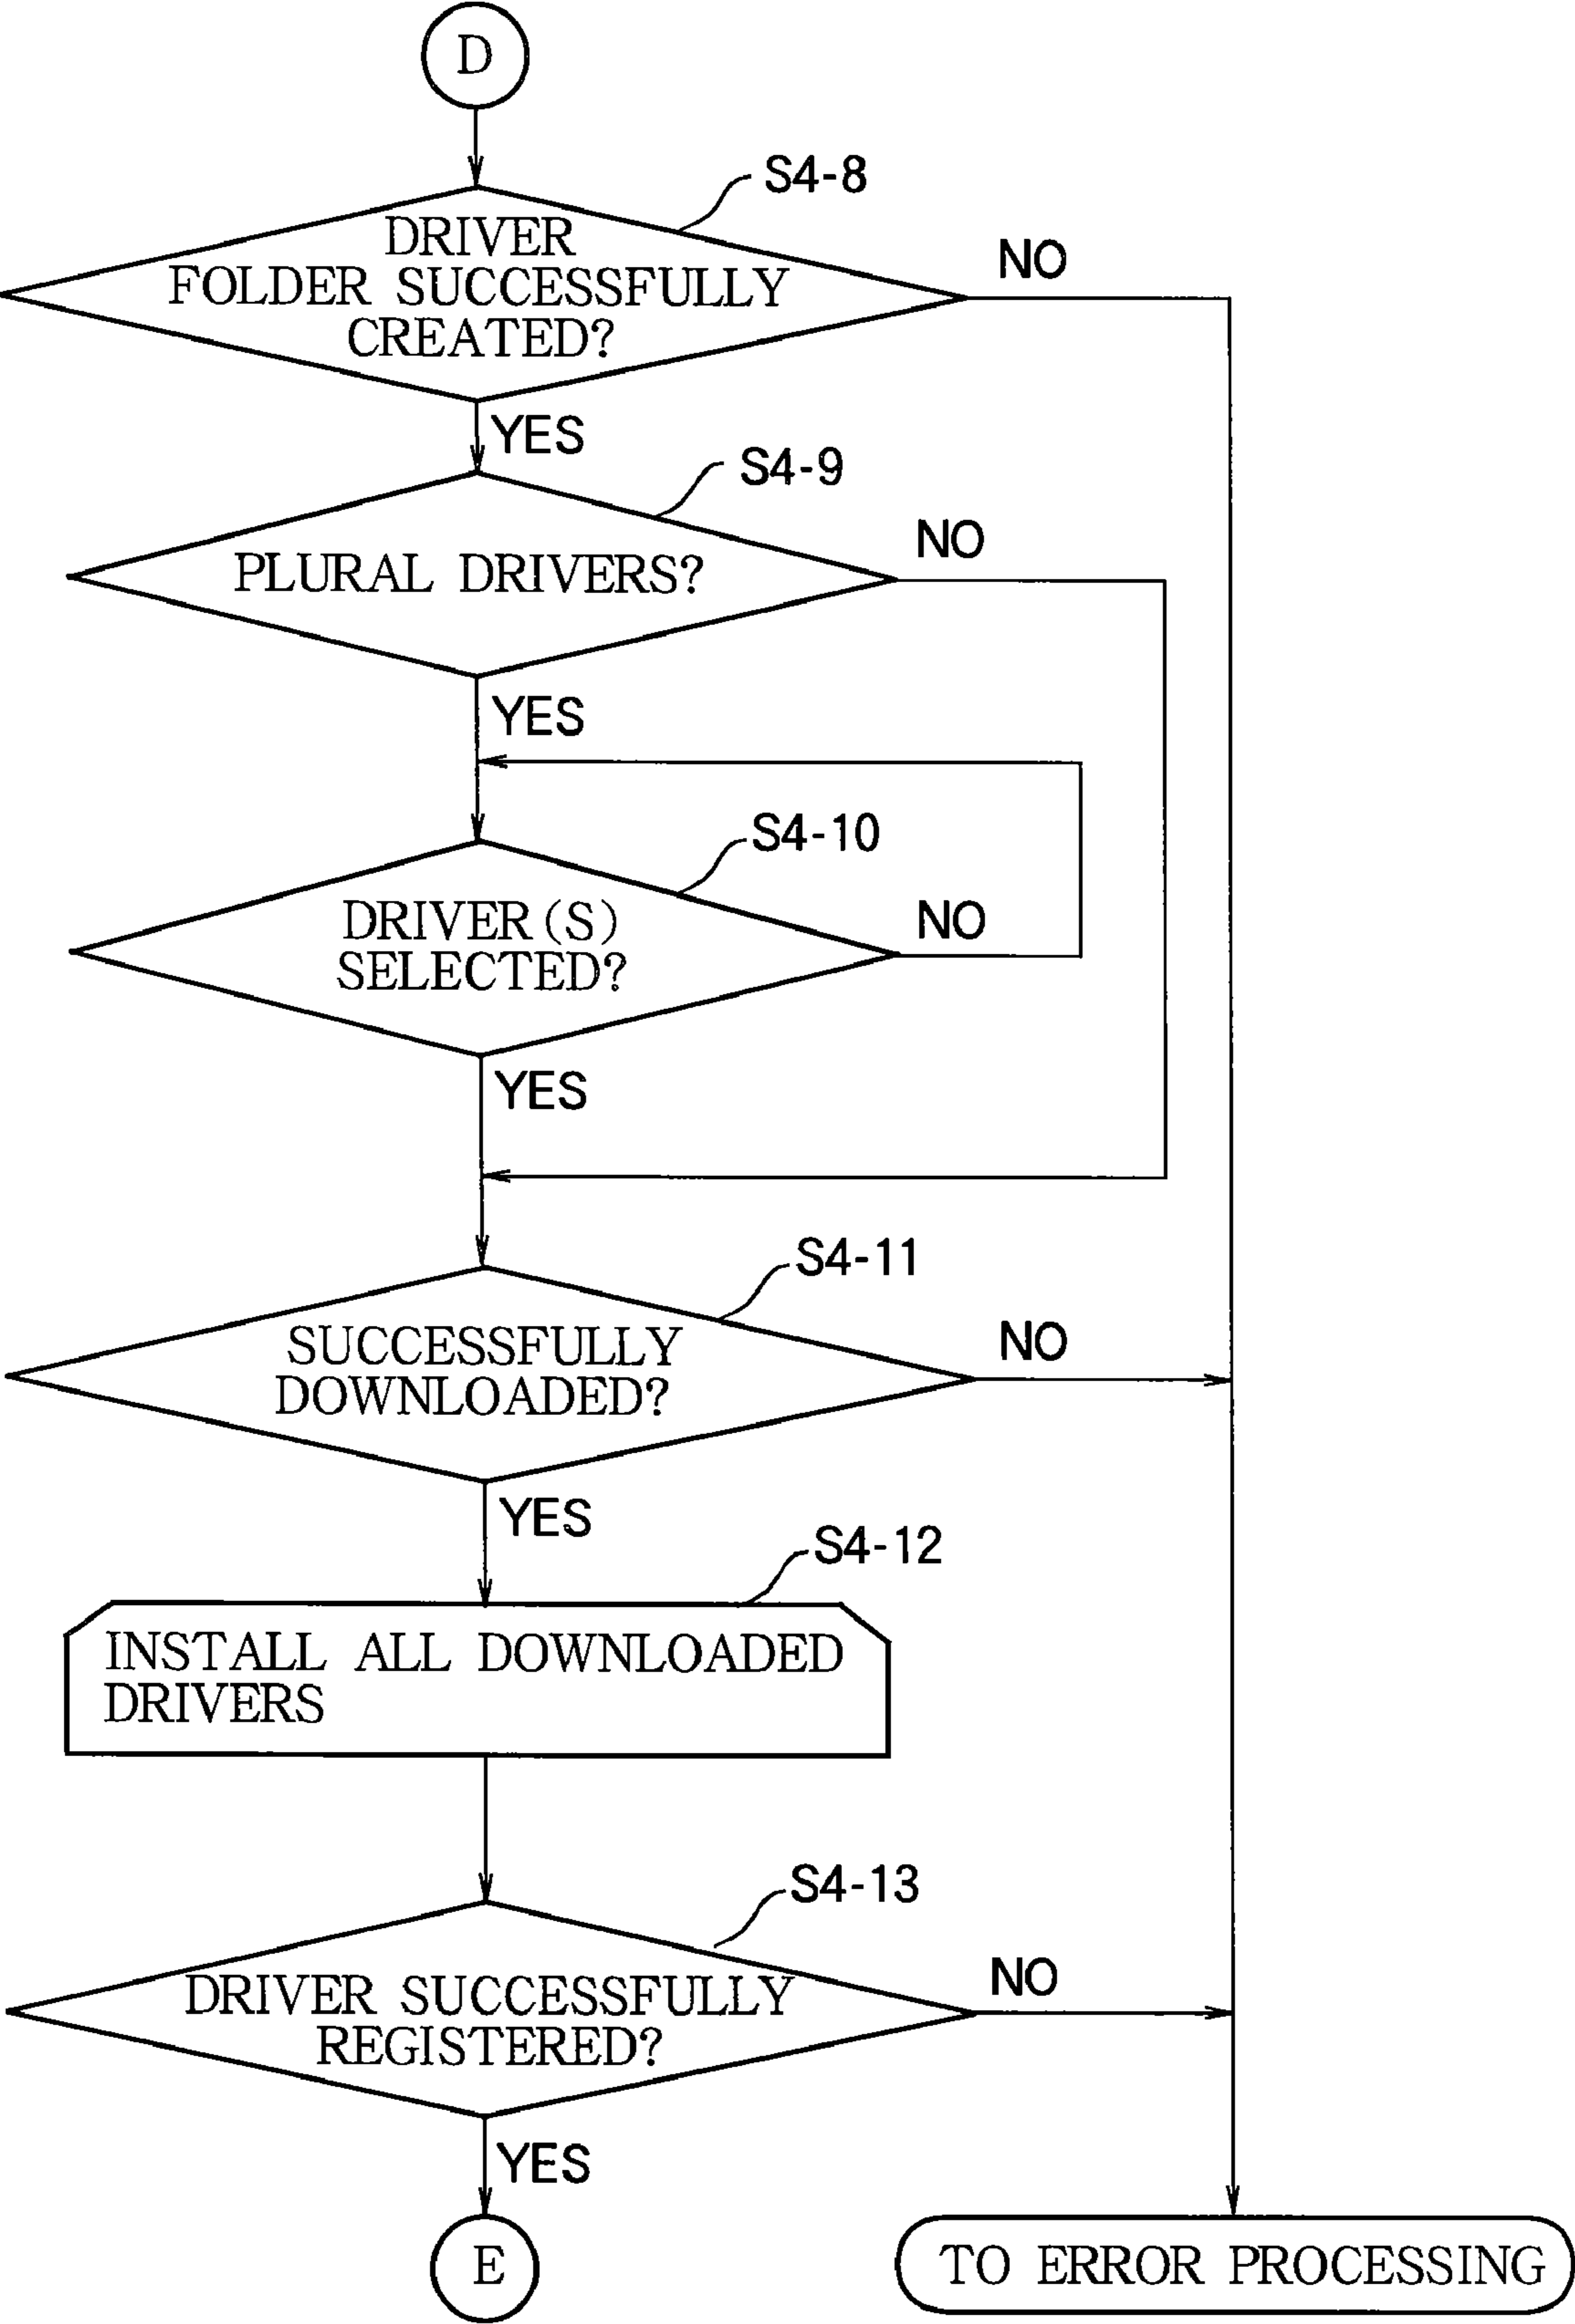 D
S4-8
DRIVER
FOLDER SUCCESSFULLY
CREATED?
NO
YES
S4-9
PLURAL DRIVERS?
NO
YES
S4-10
DRIVER(S)
SELECTED?
NO
YES
S4-11
SUCCESSFULLY
DOWNLOADED?
NO
YES
S4-12
INSTALL ALL DOWNLOADED
DRIVERS
S4-13
DRIVER SUCCESSFULLY
REGISTERED?
NO
YES
E
TO ERROR PROCESSING